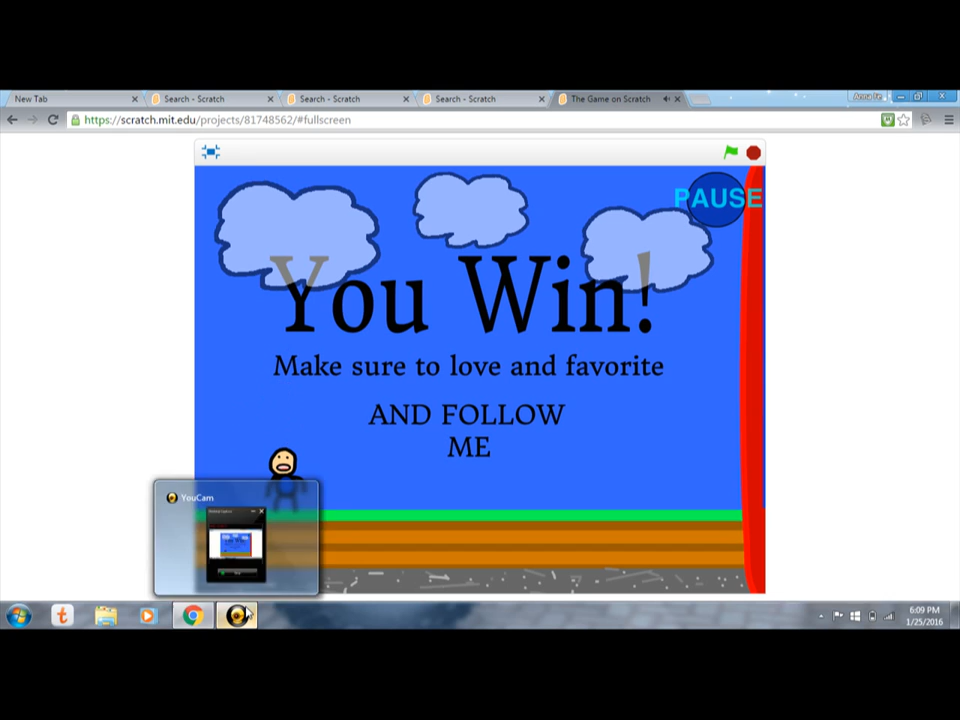 New Tab
Search - Scratch
Search - Scratch
Search - Scratch
The Game on Scratch
https://scratch.mit.edu/projects/81748562/#fullscreen
PAUSE
You Win!
Make sure to love and favorite
AND FOLLOW
ME
YouCam
t
6:09 PM
1/25/2016